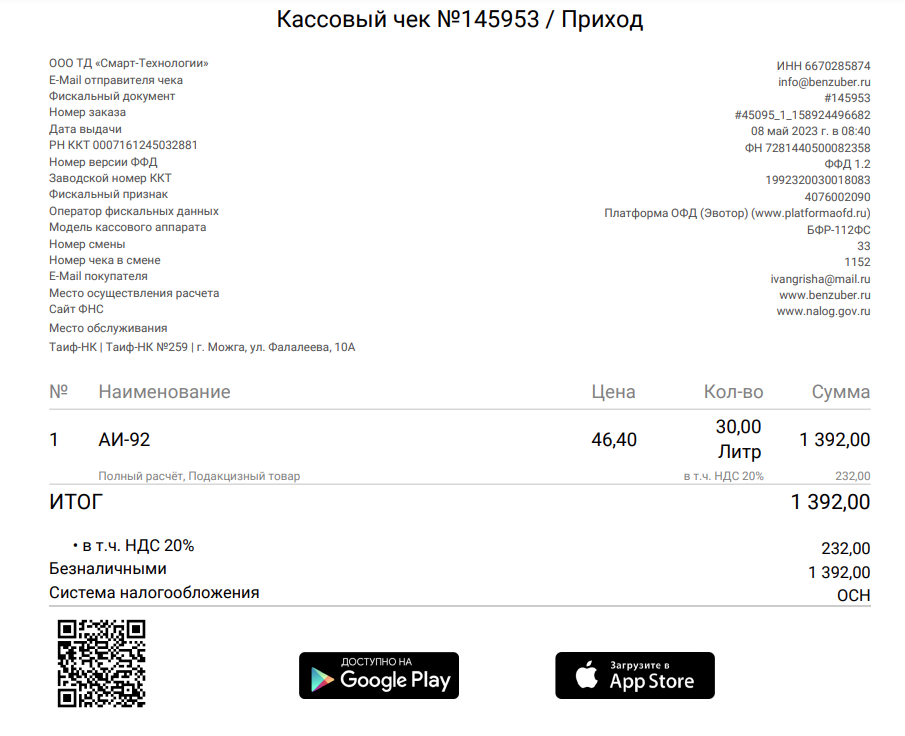 Кассовый чек №145953 / Приход
ООО ТД «Смарт-Технологии» ИНН 6670285874
E-Mail отправителя чека info@benzuber.ru
Фискальный документ #145953
Номер заказа #45095_1_158924496682
Дата выдачи 08 май 2023 г. в 08:40
РН ККТ 0007161245032881 ФН 7281440500082358
Номер версии ФФД ФФД 1.2
Заводской номер ККТ 1992320030018083
Фискальный признак 4076002090
Оператор фискальных данных Платформа ОФД (Эвотор) (www.platformaofd.ru)
Модель кассового аппарата БФР-112ФС
Номер смены 33
Номер чека в смене 1152
E-Mail покупателя ivangrisha@mail.ru
Место осуществления расчета www.benzuber.ru
Сайт ФНС www.nalog.gov.ru
Место обслуживания
Таиф-НК | Таиф-НК №259 | г. Можга, ул. Фалалеева, 10А
№ Наименование Цена Кол-во Сумма
1 АИ-92 46,40 30,00 Литр 1 392,00
Полный расчёт, Подакцизный товар в т.ч. НДС 20% 232,00
ИТОГ 1 392,00
• в т.ч. НДС 20% 232,00
Безналичными 1 392,00
Система налогообложения ОСН
ДОСТУПНО НА
Google Play
Загрузите в
App Store